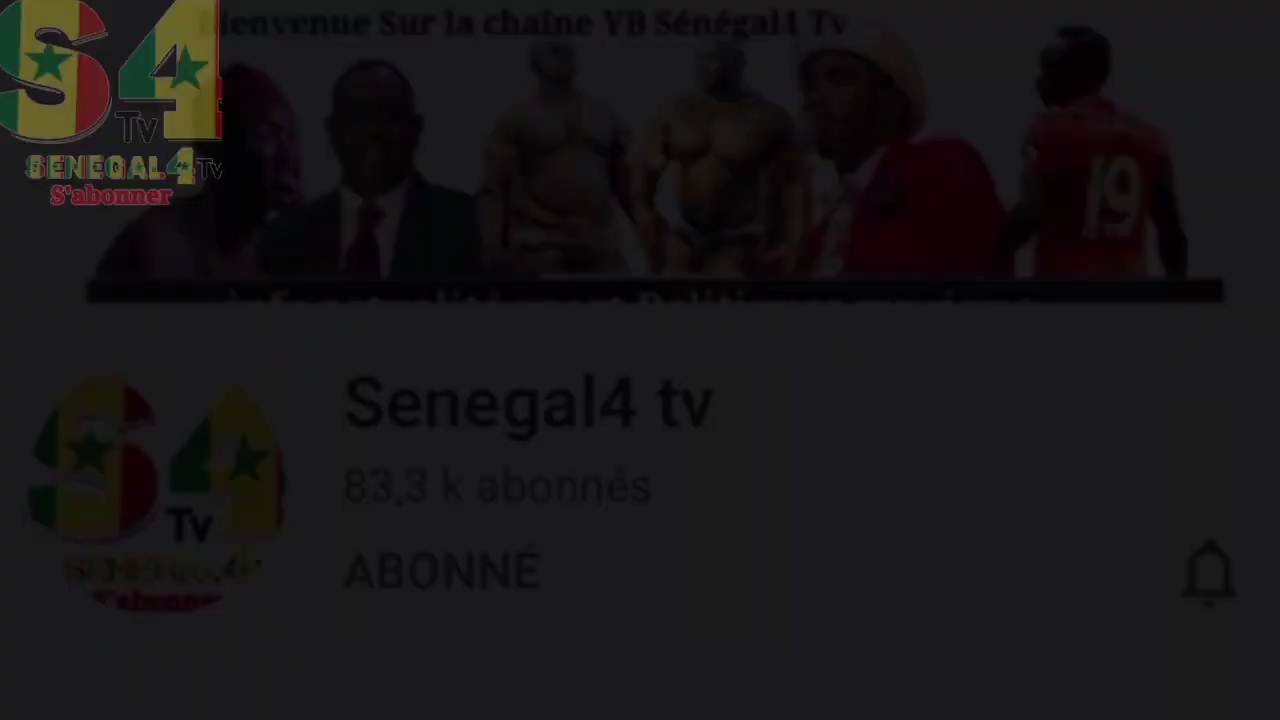 Bienvenue Sur la chaine YB Sénégal4 Tv
S4
Tv
SENEGAL4 Tv
S'abonner
19
Senegal4 tv
83,3 k abonnés
ABONNÉ
S4
Tv
S'abonner